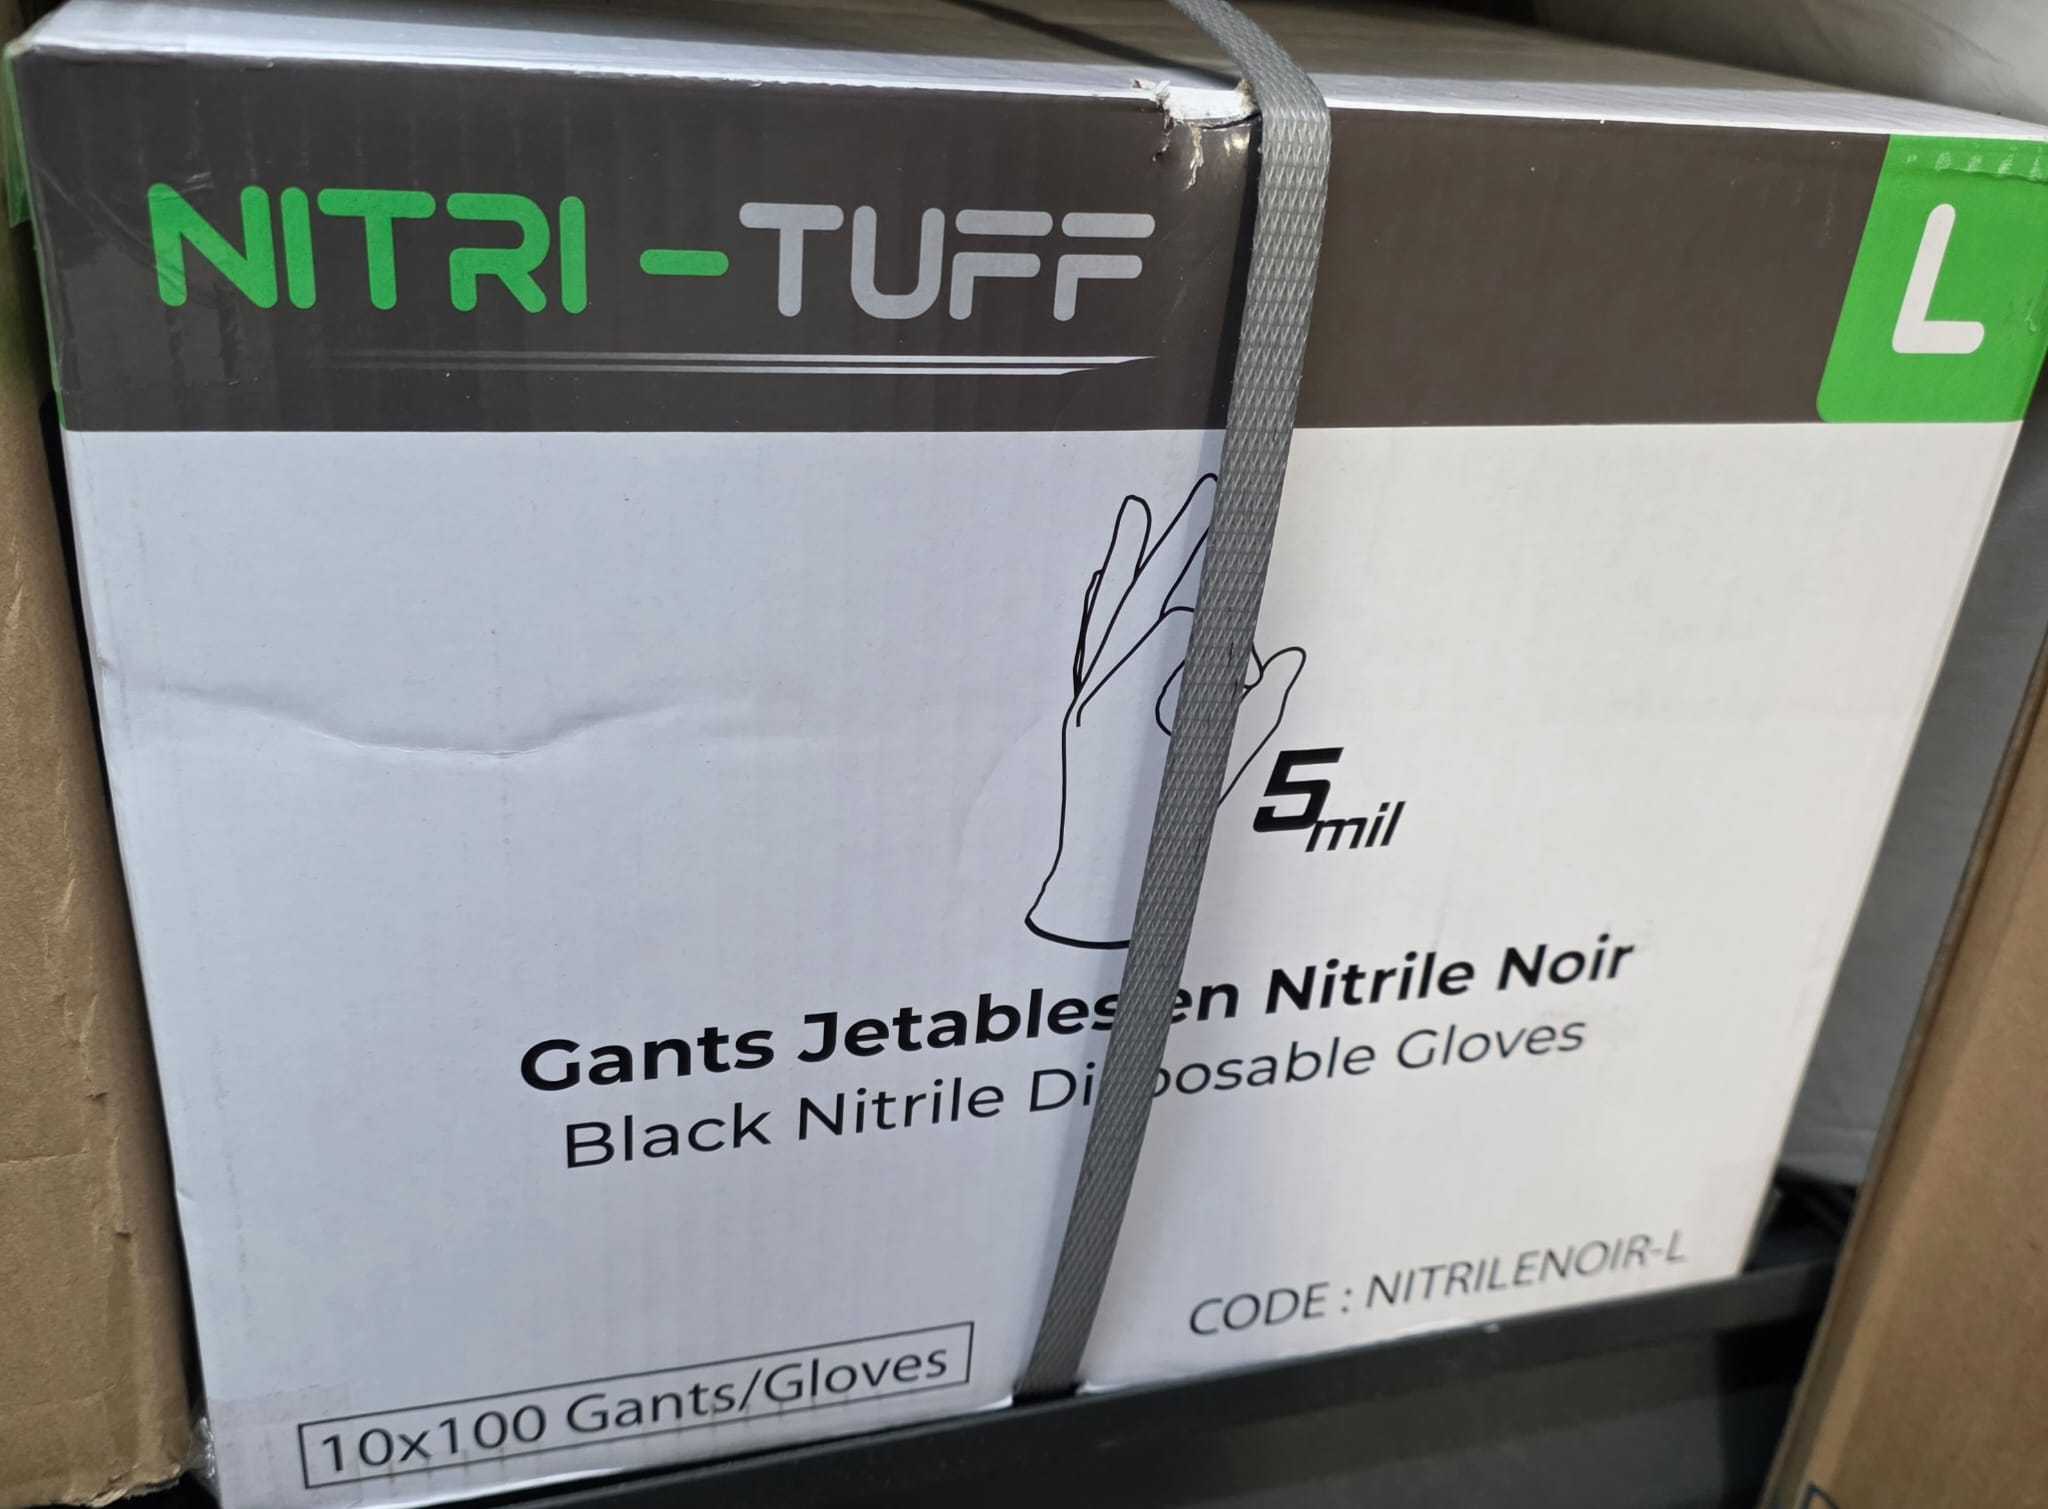 NITRI-TUFF
L
5mil
Gants Jetables en Nitrile Noir
Black Nitrile Disposable Gloves
CODE : NITRILENOIR-L
10x100 Gants/Gloves